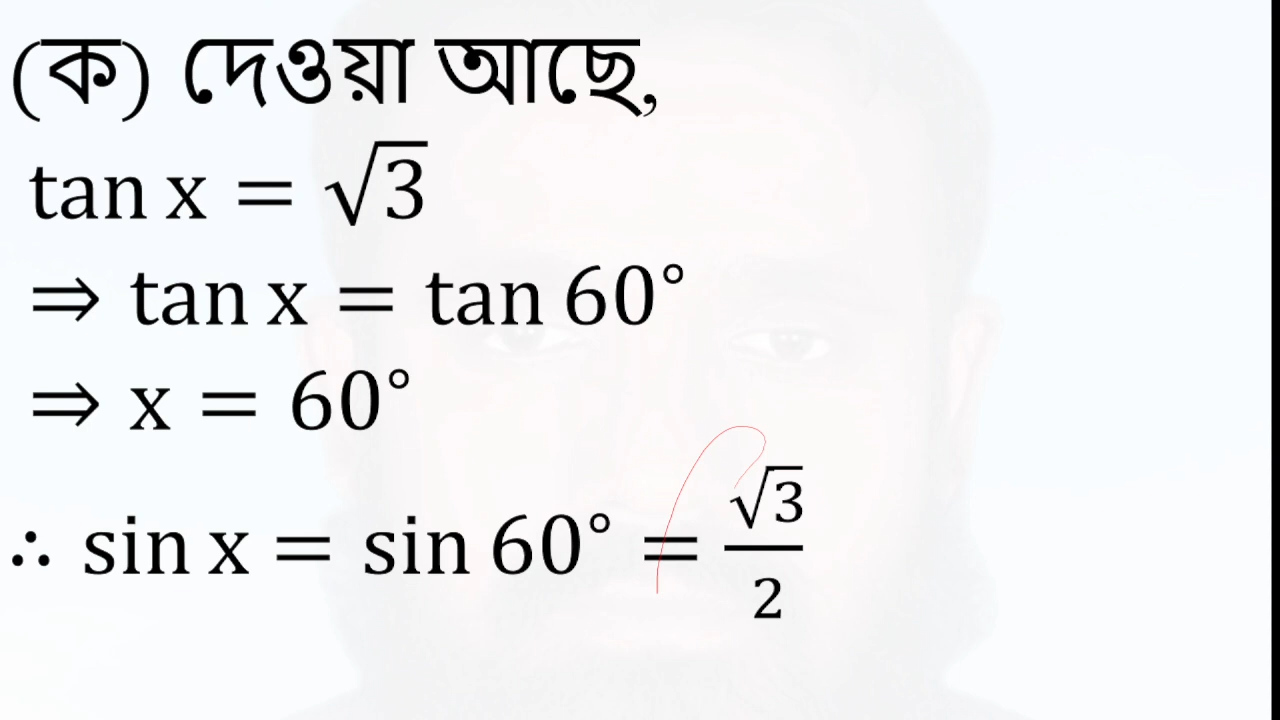 (ক) দেওয়া আছে,
tan x = √3
⇒ tan x = tan 60°
⇒ x = 60°
∴ sin x = sin 60° = √3/2